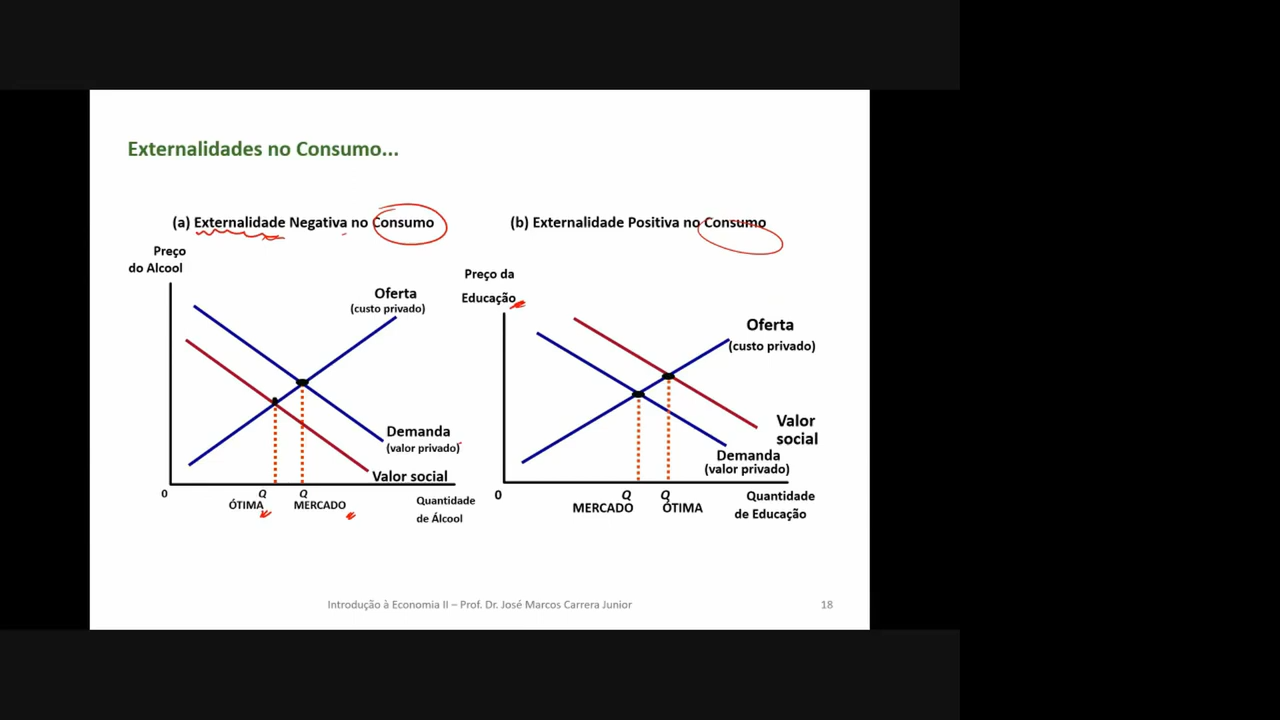 Externalidades no Consumo...
(a) Externalidade Negativa no Consumo
Preço
do Alcool
Oferta
(custo privado)
Demanda
(valor privado)
Valor social
0
Q
ÓTIMA
Q
MERCADO
Quantidade
de Álcool
(b) Externalidade Positiva no Consumo
Preço da
Educação
Oferta
(custo privado)
Valor
social
Demanda
(valor privado)
0
Q
MERCADO
Q
ÓTIMA
Quantidade
de Educação
Introdução à Economia II – Prof. Dr. José Marcos Carrera Junior
18